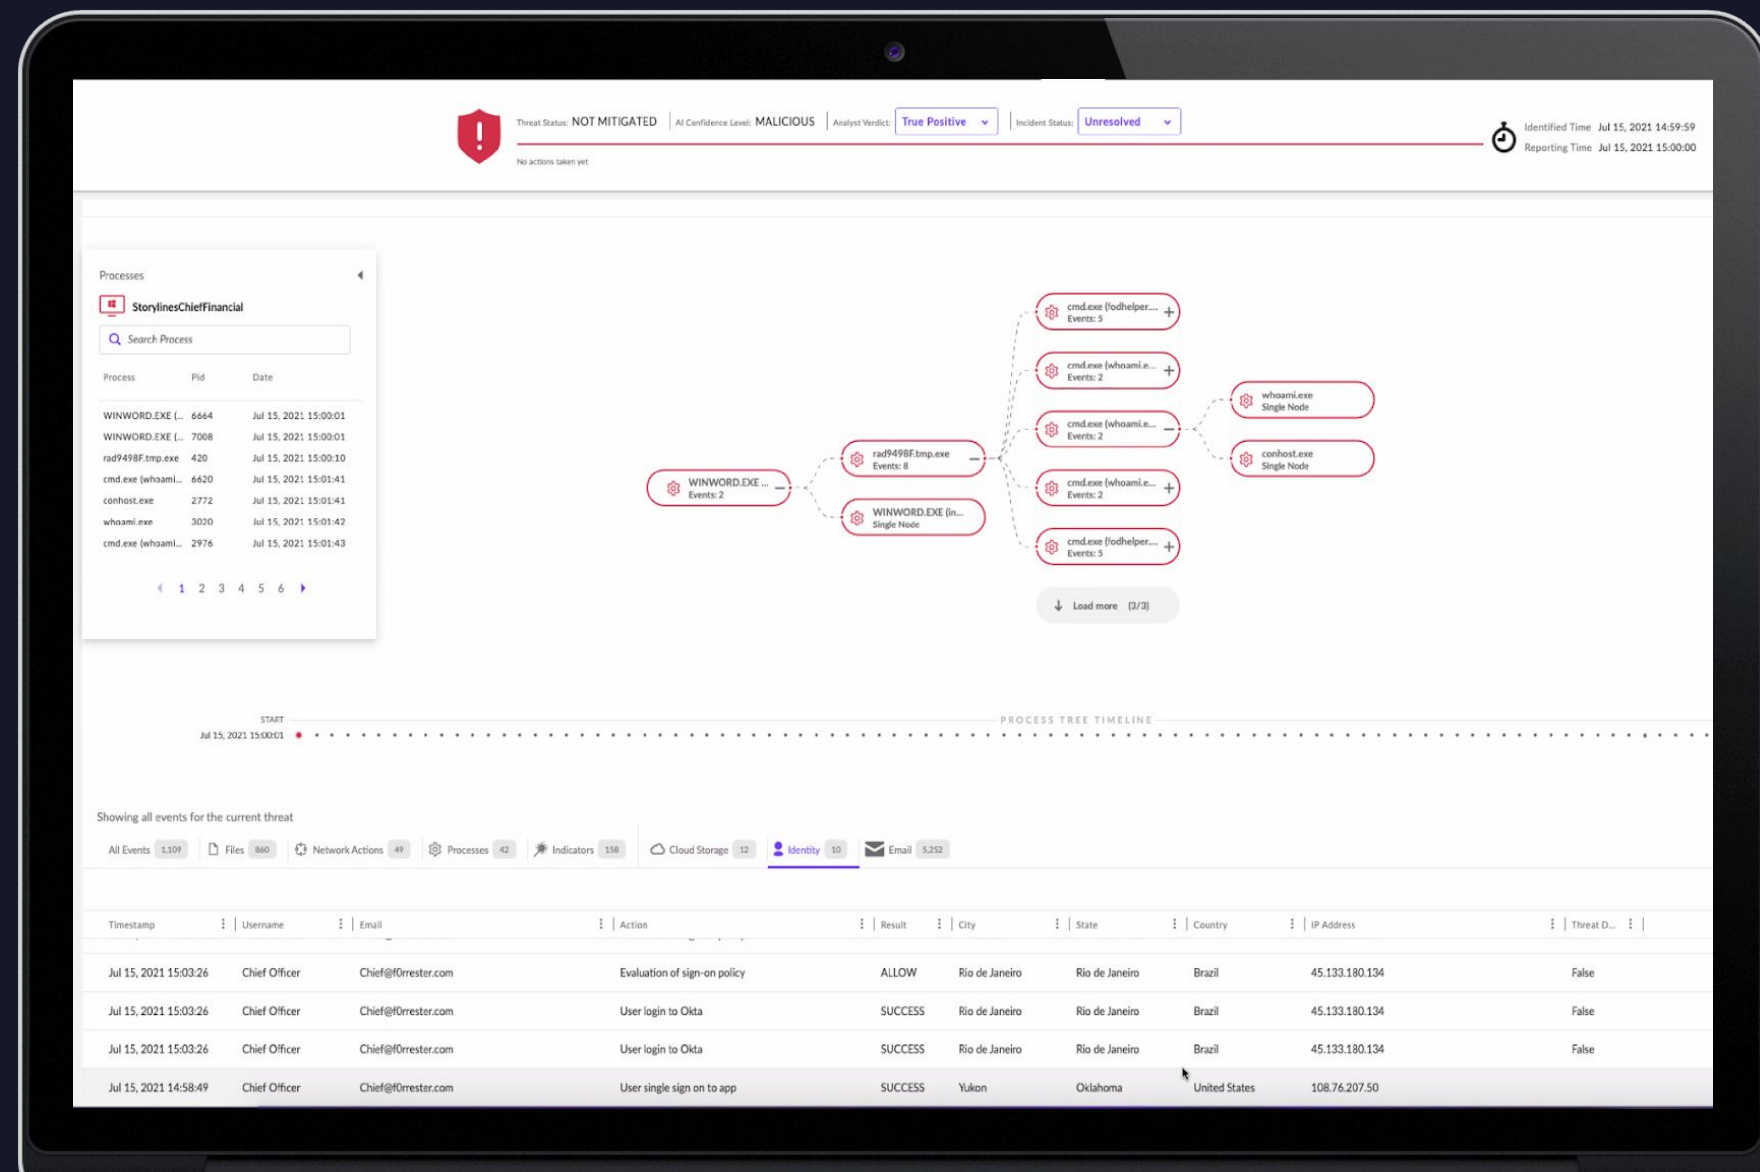 Threat Status: NOT MITIGATED AI Confidence Level: MALICIOUS Analyst Verdict: True Positive Incident Status: Unresolved
No actions taken yet
Identified Time Jul 15, 2021 14:59:59
Reporting Time Jul 15, 2021 15:00:00
Processes
StorylinesChiefFinancial
Search Process
Process Pid Date
WINWORD.EXE (... 6664 Jul 15, 2021 15:00:01
WINWORD.EXE (... 7008 Jul 15, 2021 15:00:01
rad9498F.tmp.exe 420 Jul 15, 2021 15:00:10
cmd.exe (whoami... 6620 Jul 15, 2021 15:01:41
conhost.exe 2772 Jul 15, 2021 15:01:41
whoami.exe 3020 Jul 15, 2021 15:01:42
cmd.exe (whoami... 2976 Jul 15, 2021 15:01:43
1 2 3 4 5 6
WINWORD.EXE ...
Events: 2
rad9498F.tmp.exe
Events: 8
WINWORD.EXE (in...
Single Node
cmd.exe (fodhelper....
Events: 5
cmd.exe (whoami.e...
Events: 2
cmd.exe (whoami.e...
Events: 2
cmd.exe (whoami.e...
Events: 2
cmd.exe (fodhelper....
Events: 5
Load more (3/3)
whoami.exe
Single Node
conhost.exe
Single Node
START
PROCESS TREE TIMELINE
Jul 15, 2021 15:00:01
Showing all events for the current threat
All Events 1,109 Files 860 Network Actions 49 Processes 42 Indicators 158 Cloud Storage 12 Identity 10 Email 5,252
Timestamp Username Email Action Result City State Country IP Address Threat D...
Jul 15, 2021 15:03:26 Chief Officer Chief@f0rrester.com Evaluation of sign-on policy ALLOW Rio de Janeiro Rio de Janeiro Brazil 45.133.180.134 False
Jul 15, 2021 15:03:26 Chief Officer Chief@f0rrester.com User login to Okta SUCCESS Rio de Janeiro Rio de Janeiro Brazil 45.133.180.134 False
Jul 15, 2021 15:03:26 Chief Officer Chief@f0rrester.com User login to Okta SUCCESS Rio de Janeiro Rio de Janeiro Brazil 45.133.180.134 False
Jul 15, 2021 14:58:49 Chief Officer Chief@f0rrester.com User single sign on to app SUCCESS Yukon Oklahoma United States 108.76.207.50